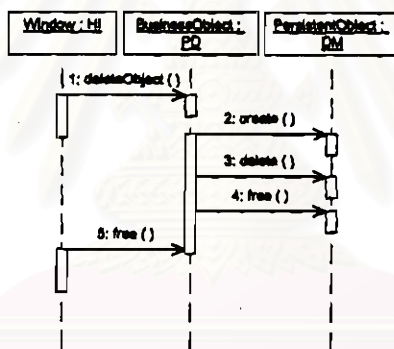 Window : HI
BusinessObject :
PD
PersistentObject :
DM
1: deleteObject ( )
2: create ( )
3: delete ( )
4: free ( )
5: free ( )